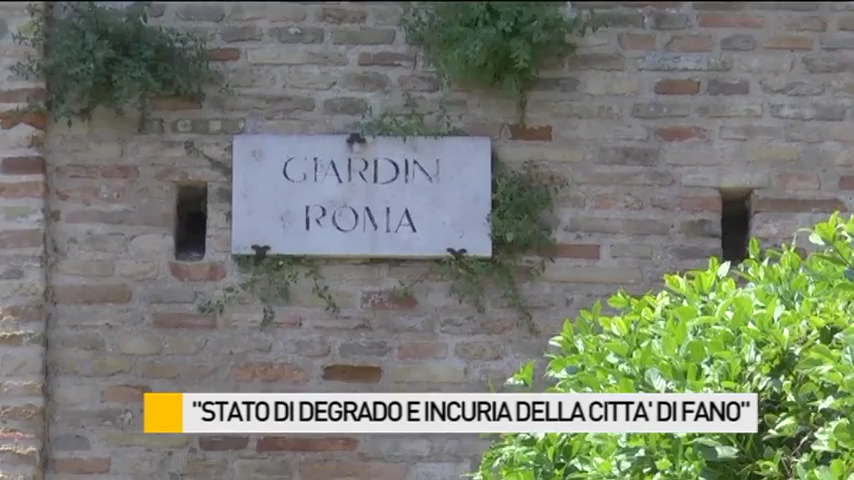 GIARDIN
ROMA
"STATO DI DEGRADO E INCURIA DELLA CITTA' DI FANO"